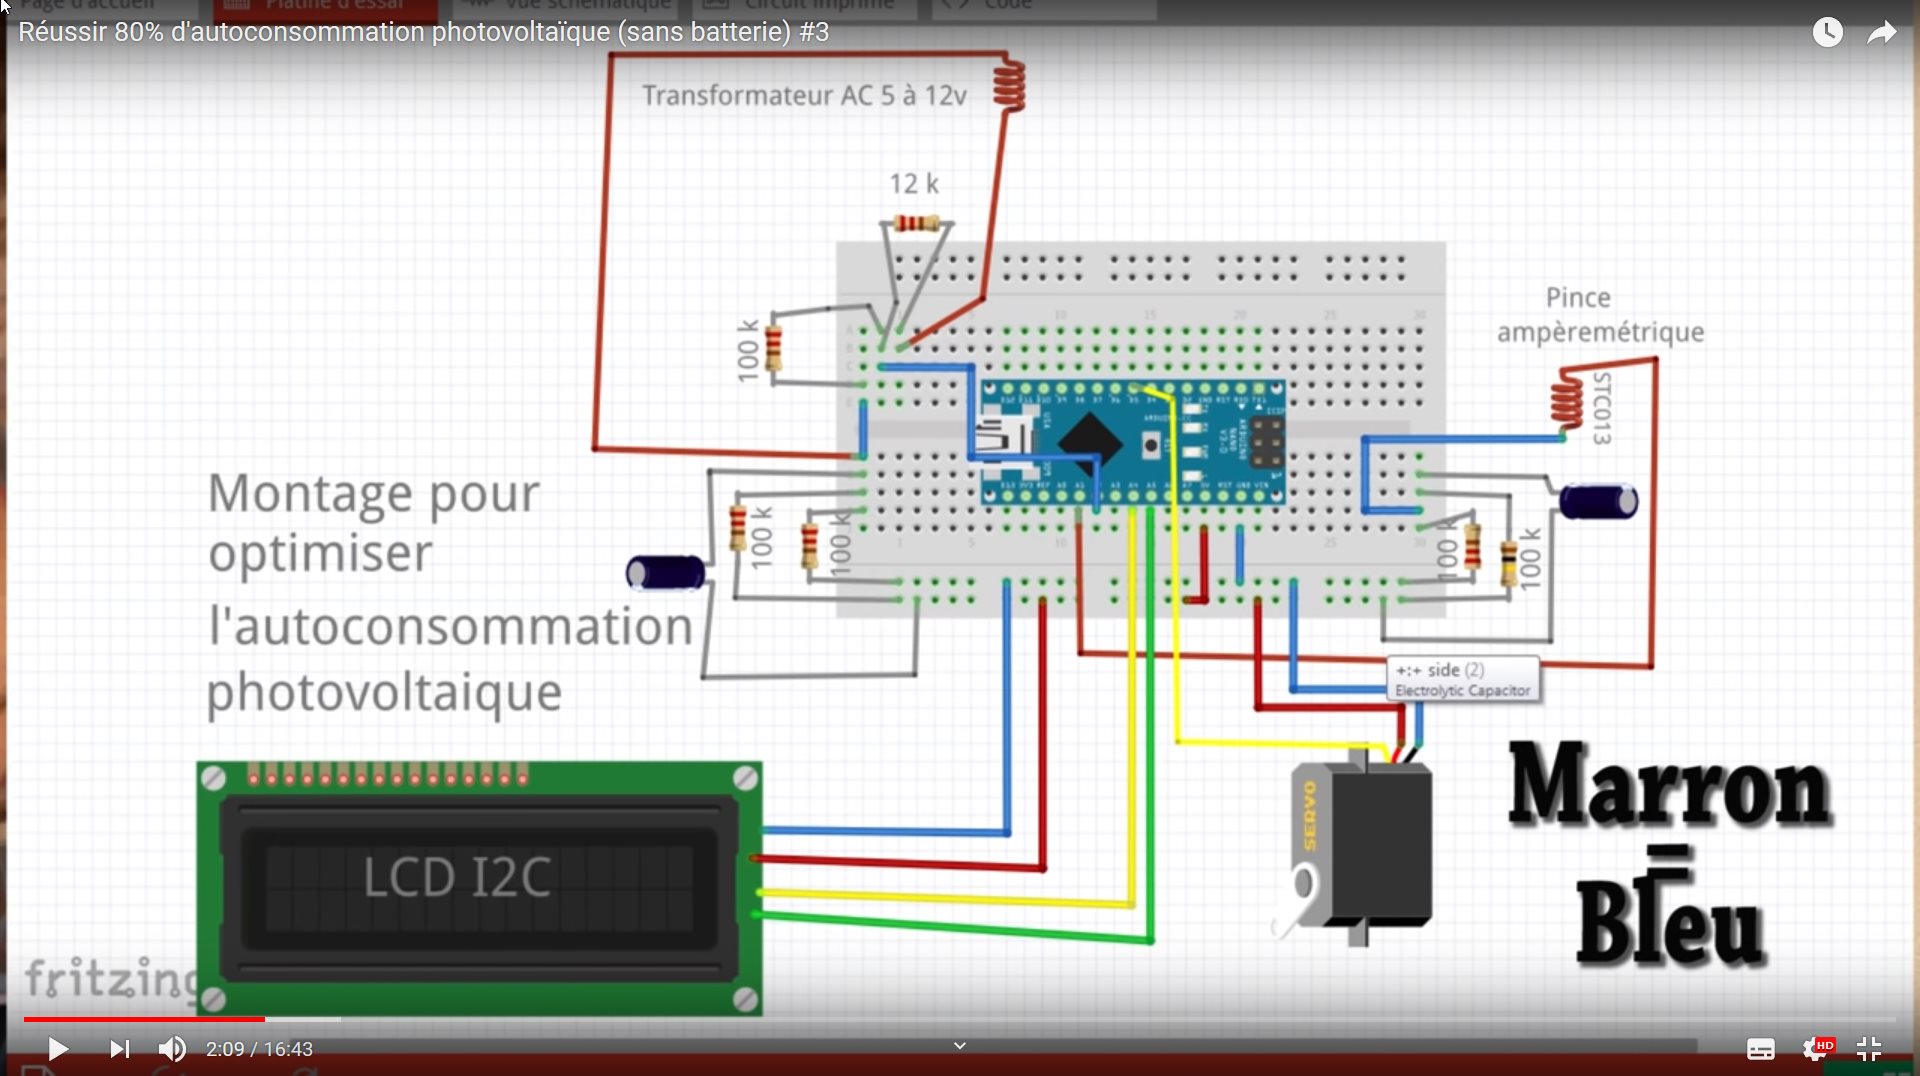 Page d'accueil
Platine d'essai
Vue schématique
Circuit imprimé
Code
Réussir 80% d'autoconsommation photovoltaïque (sans batterie) #3
Transformateur AC 5 à 12v
12 k
100 k
Pince
ampèremétrique
STC013
Montage pour
optimiser
l'autoconsommation
photovoltaique
100 k
100 k
100 k
100 k
+:+ side (2)
Electrolytic Capacitor
LCD I2C
SERVO
Marron
=
Bleu
fritzing
2:09 / 16:43
HD